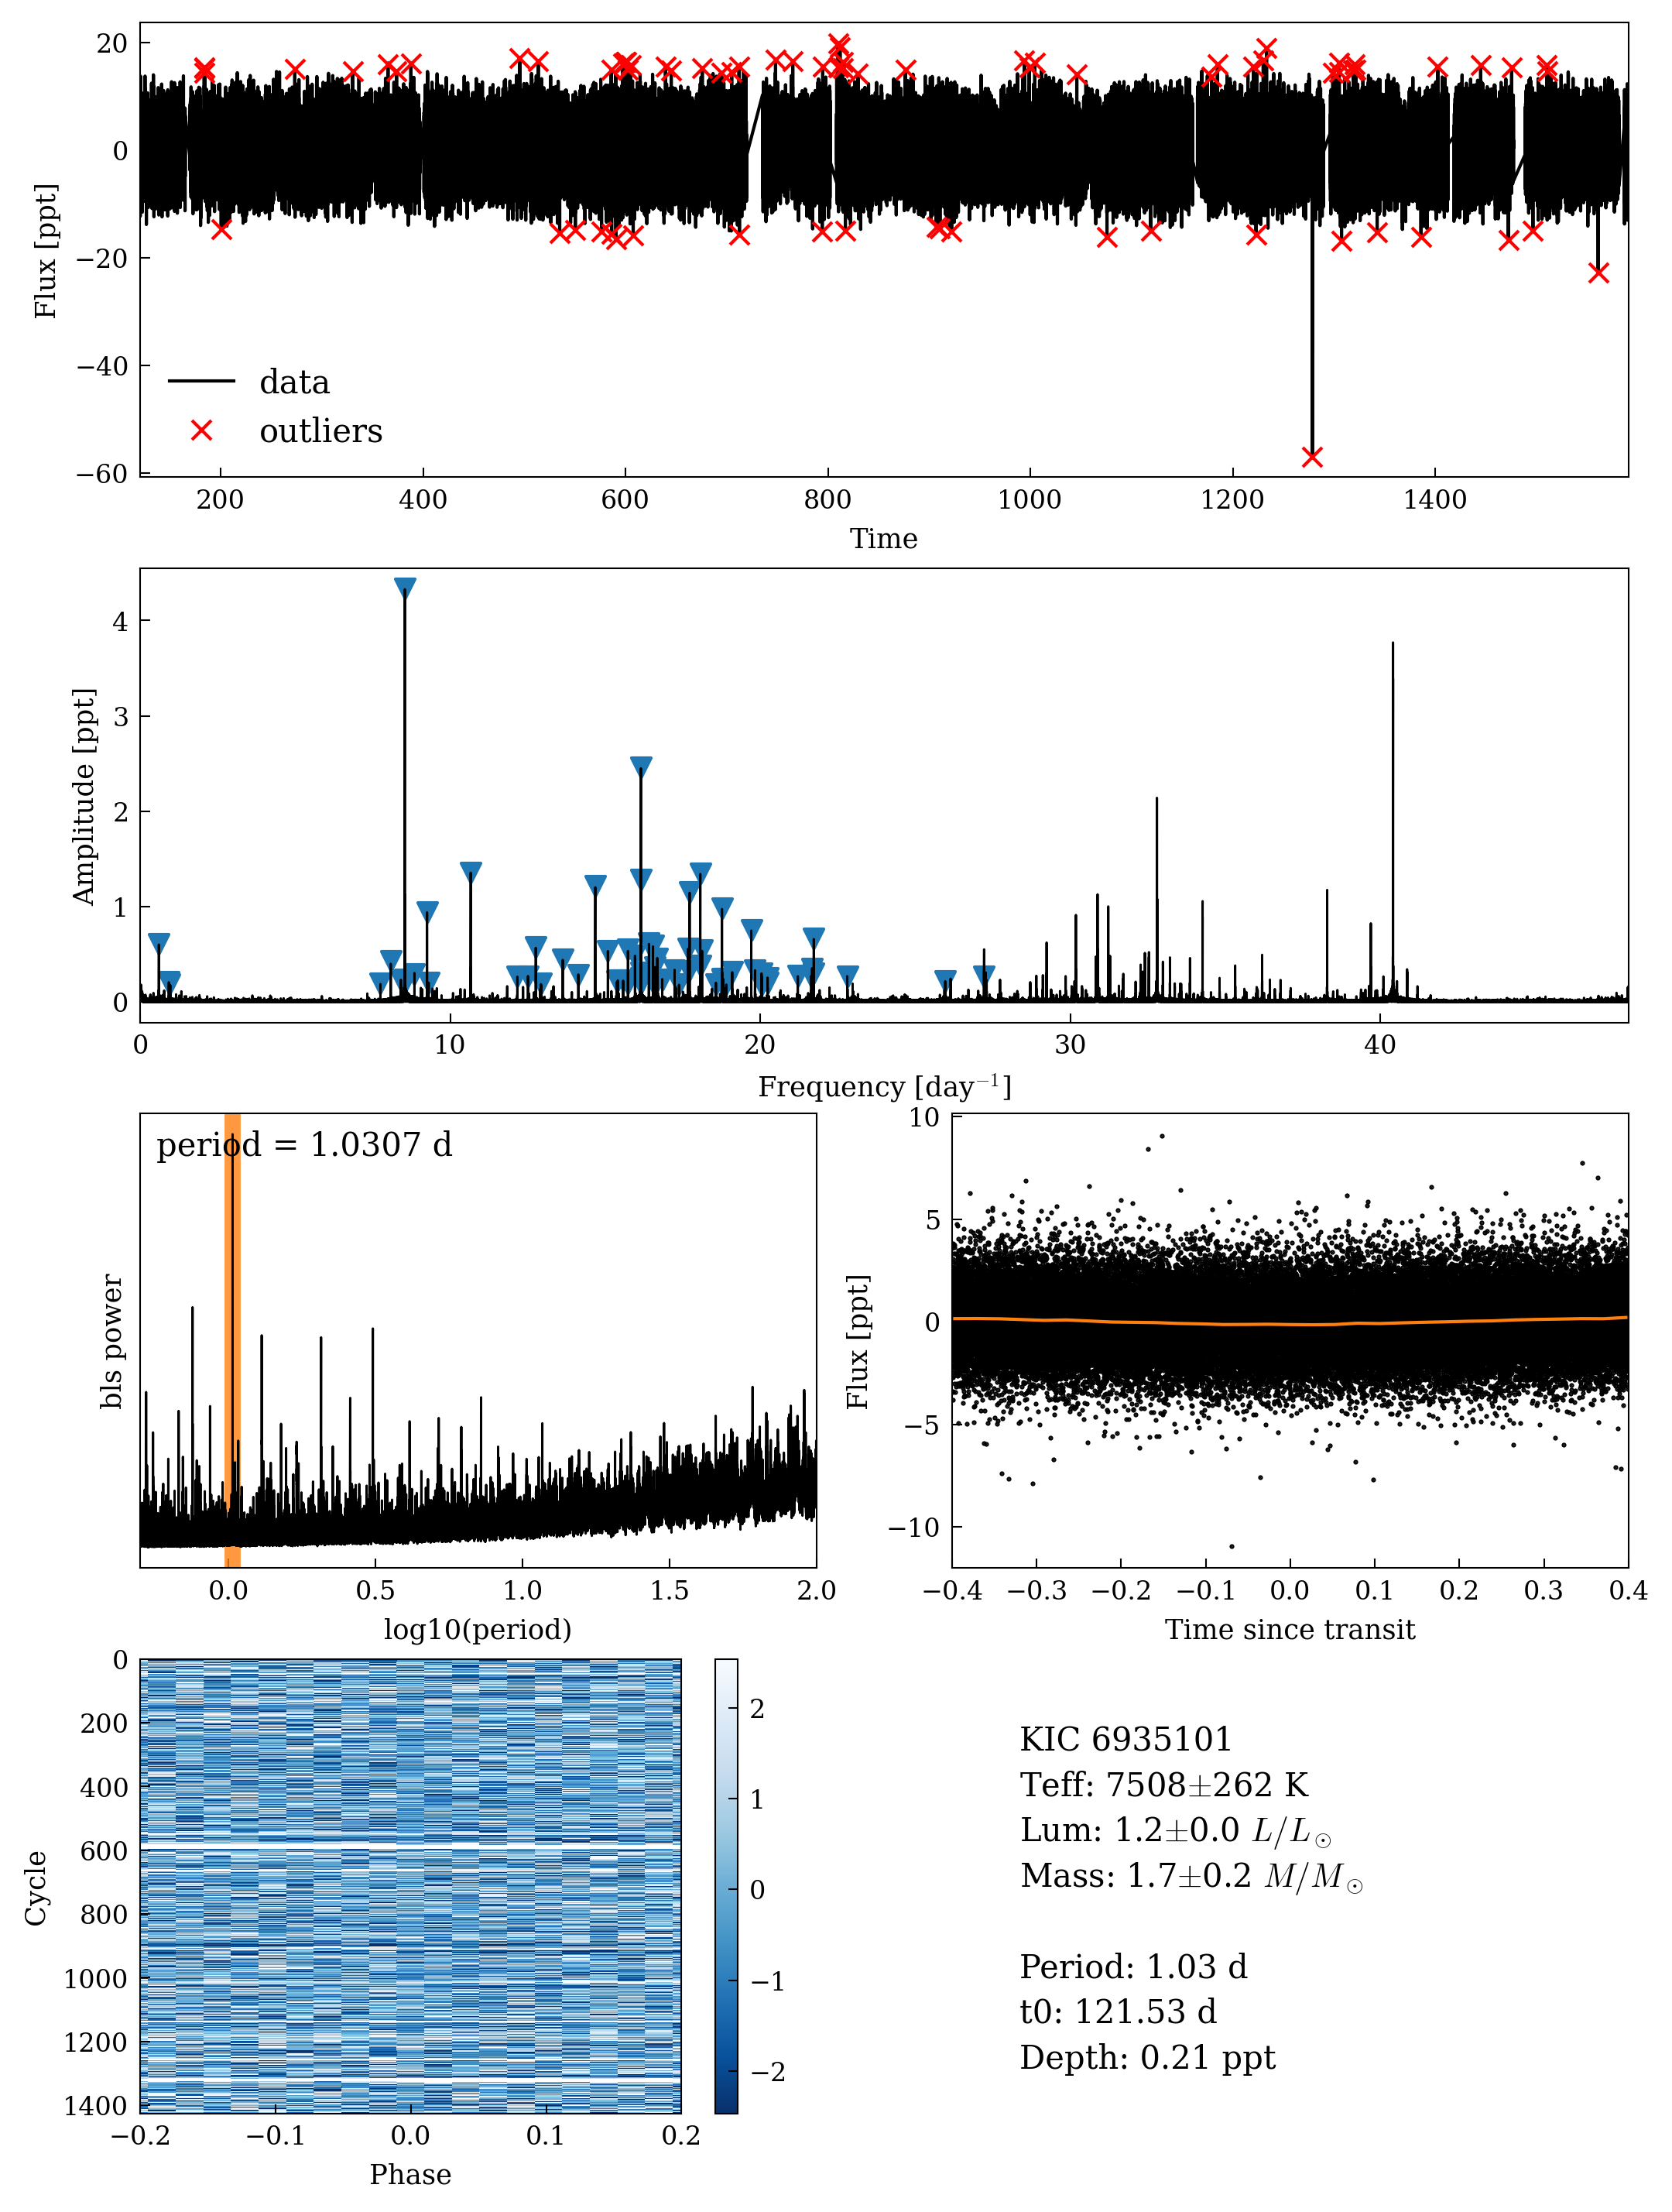 20
0
−20
−40
−60
Flux [ppt]
data
outliers
200 400 600 800 1000 1200 1400
Time
4
3
2
1
0
Amplitude [ppt]
0 10 20 30 40
Frequency [day⁻¹]
period = 1.0307 d
bls power
0.0 0.5 1.0 1.5 2.0
log10(period)
10
5
0
−5
−10
Flux [ppt]
−0.4 −0.3 −0.2 −0.1 0.0 0.1 0.2 0.3 0.4
Time since transit
0
200
400
600
800
1000
1200
1400
Cycle
−0.2 −0.1 0.0 0.1 0.2
Phase
2
1
0
−1
−2
KIC 6935101
Teff: 7508±262 K
Lum: 1.2±0.0 L/L⊙
Mass: 1.7±0.2 M/M⊙
Period: 1.03 d
t0: 121.53 d
Depth: 0.21 ppt